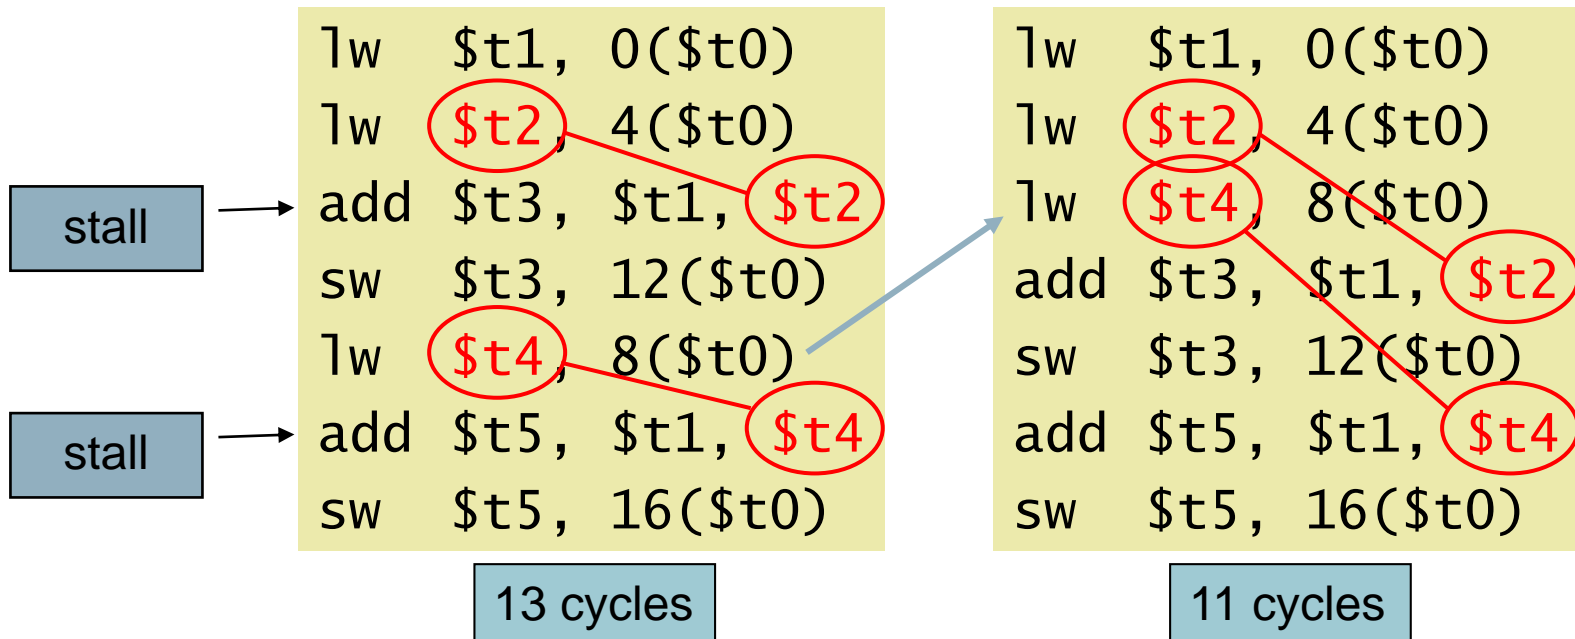 lw $t1, 0($t0)
lw $t2, 4($t0)
stall
add $t3, $t1, $t2
sw $t3, 12($t0)
lw $t4, 8($t0)
stall
add $t5, $t1, $t4
sw $t5, 16($t0)
13 cycles
lw $t1, 0($t0)
lw $t2, 4($t0)
lw $t4, 8($t0)
add $t3, $t1, $t2
sw $t3, 12($t0)
add $t5, $t1, $t4
sw $t5, 16($t0)
11 cycles